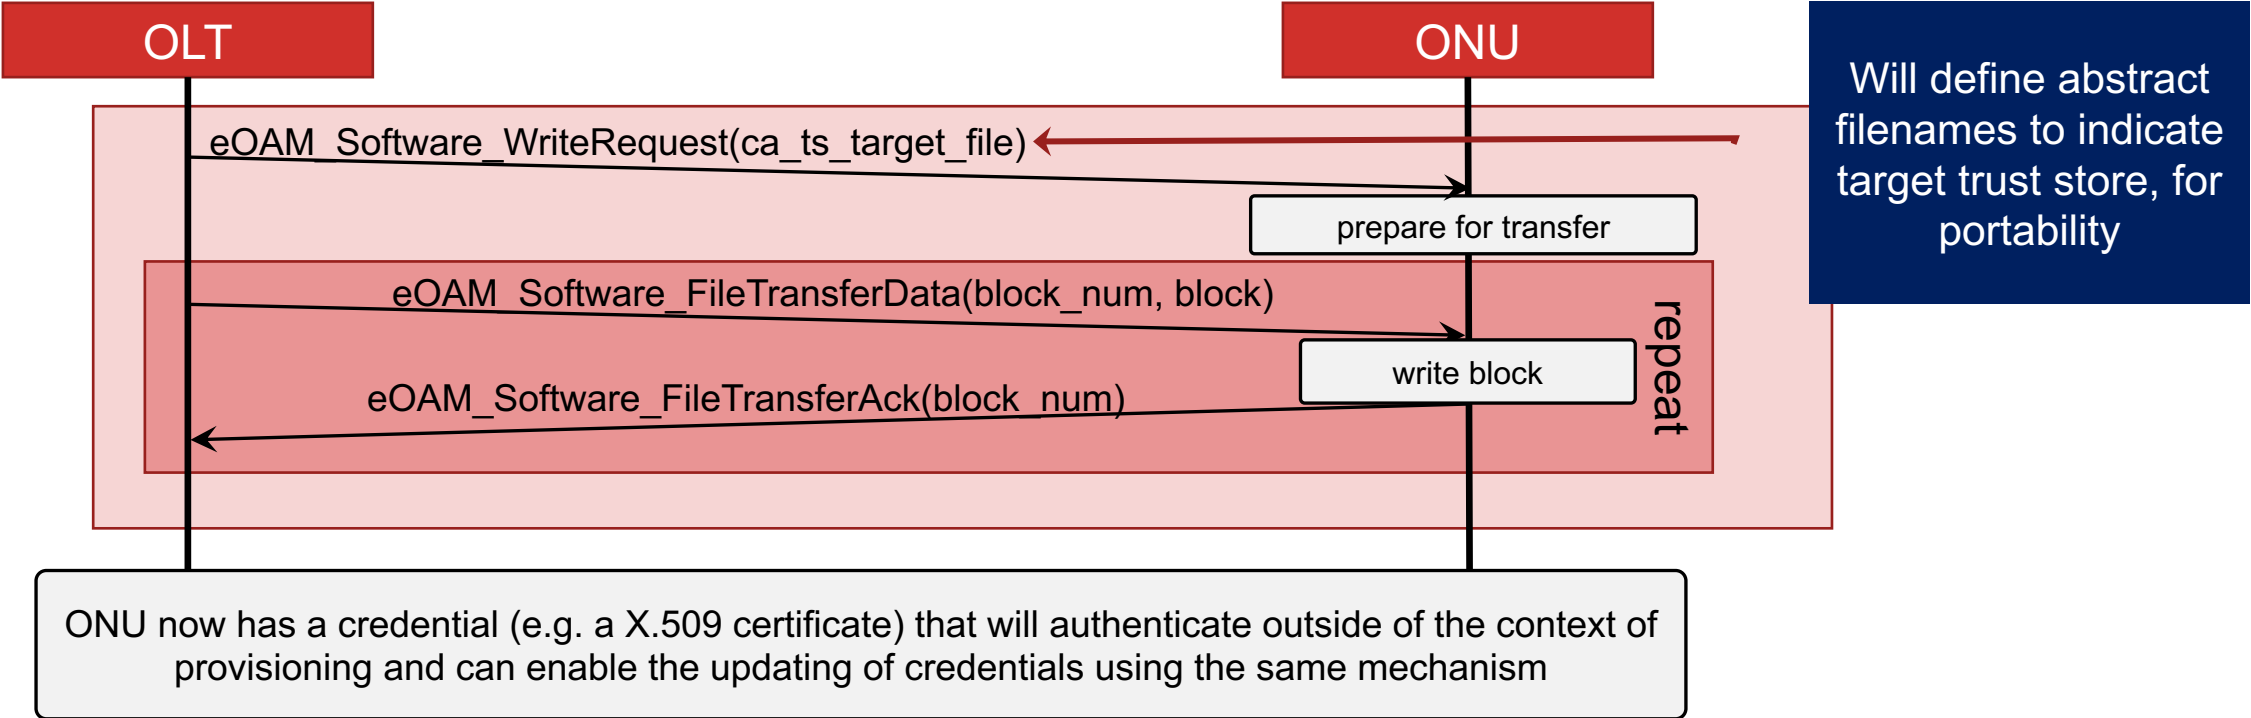 OLT
ONU
Will define abstract
filenames to indicate
target trust store, for
portability
eOAM_Software_WriteRequest(ca_ts_target_file)
prepare for transfer
eOAM_Software_FileTransferData(block_num, block)
repeat
write block
eOAM_Software_FileTransferAck(block_num)
ONU now has a credential (e.g. a X.509 certificate) that will authenticate outside of the context of
provisioning and can enable the updating of credentials using the same mechanism